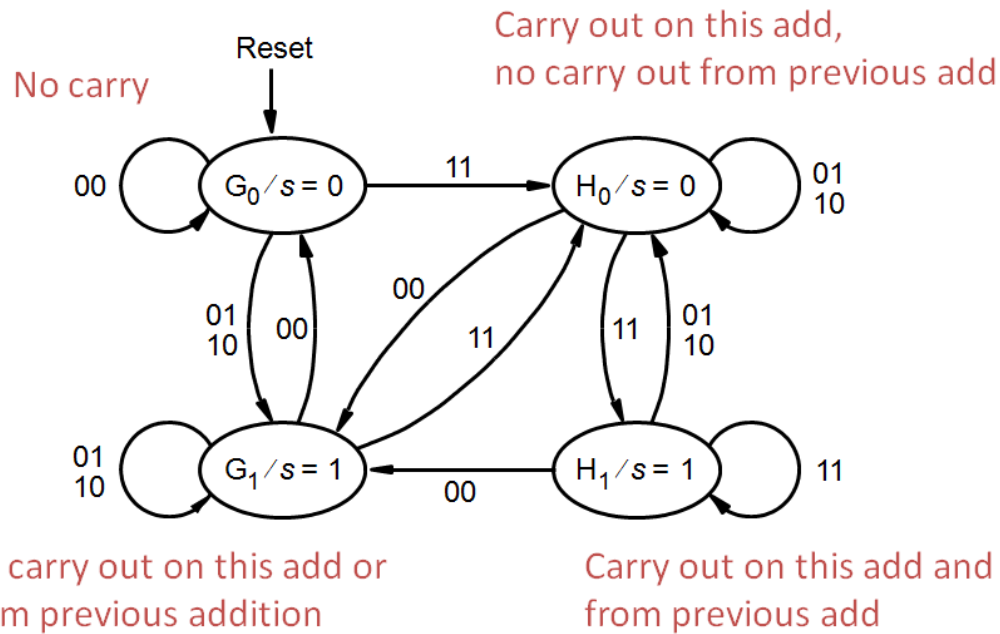 Carry out on this add,
no carry out from previous add
Reset
No carry
00
G0/s = 0
11
H0/s = 0
01
10
01
10
00
00
11
11
01
10
01
10
G1/s = 1
00
H1/s = 1
11
carry out on this add or
previous addition
Carry out on this add and
from previous add